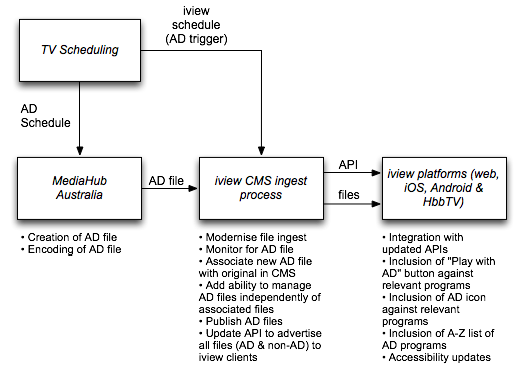 iview
schedule
(AD trigger)
TV Scheduling
AD
Schedule
MediaHub
Australia
AD file
iview CMS ingest
process
API
files
iview platforms (web,
iOS, Android &
HbbTV)
• Creation of AD file
• Encoding of AD file
• Modernise file ingest
• Monitor for AD file
• Associate new AD file
with original in CMS
• Add ability to manage
AD files independently of
associated files
• Publish AD files
• Update API to advertise
all files (AD & non-AD) to
iview clients
• Integration with
updated APIs
• Inclusion of "Play with
AD" button against
relevant programs
• Inclusion of AD icon
against relevant
programs
• Inclusion of A-Z list of
AD programs
• Accessibility updates